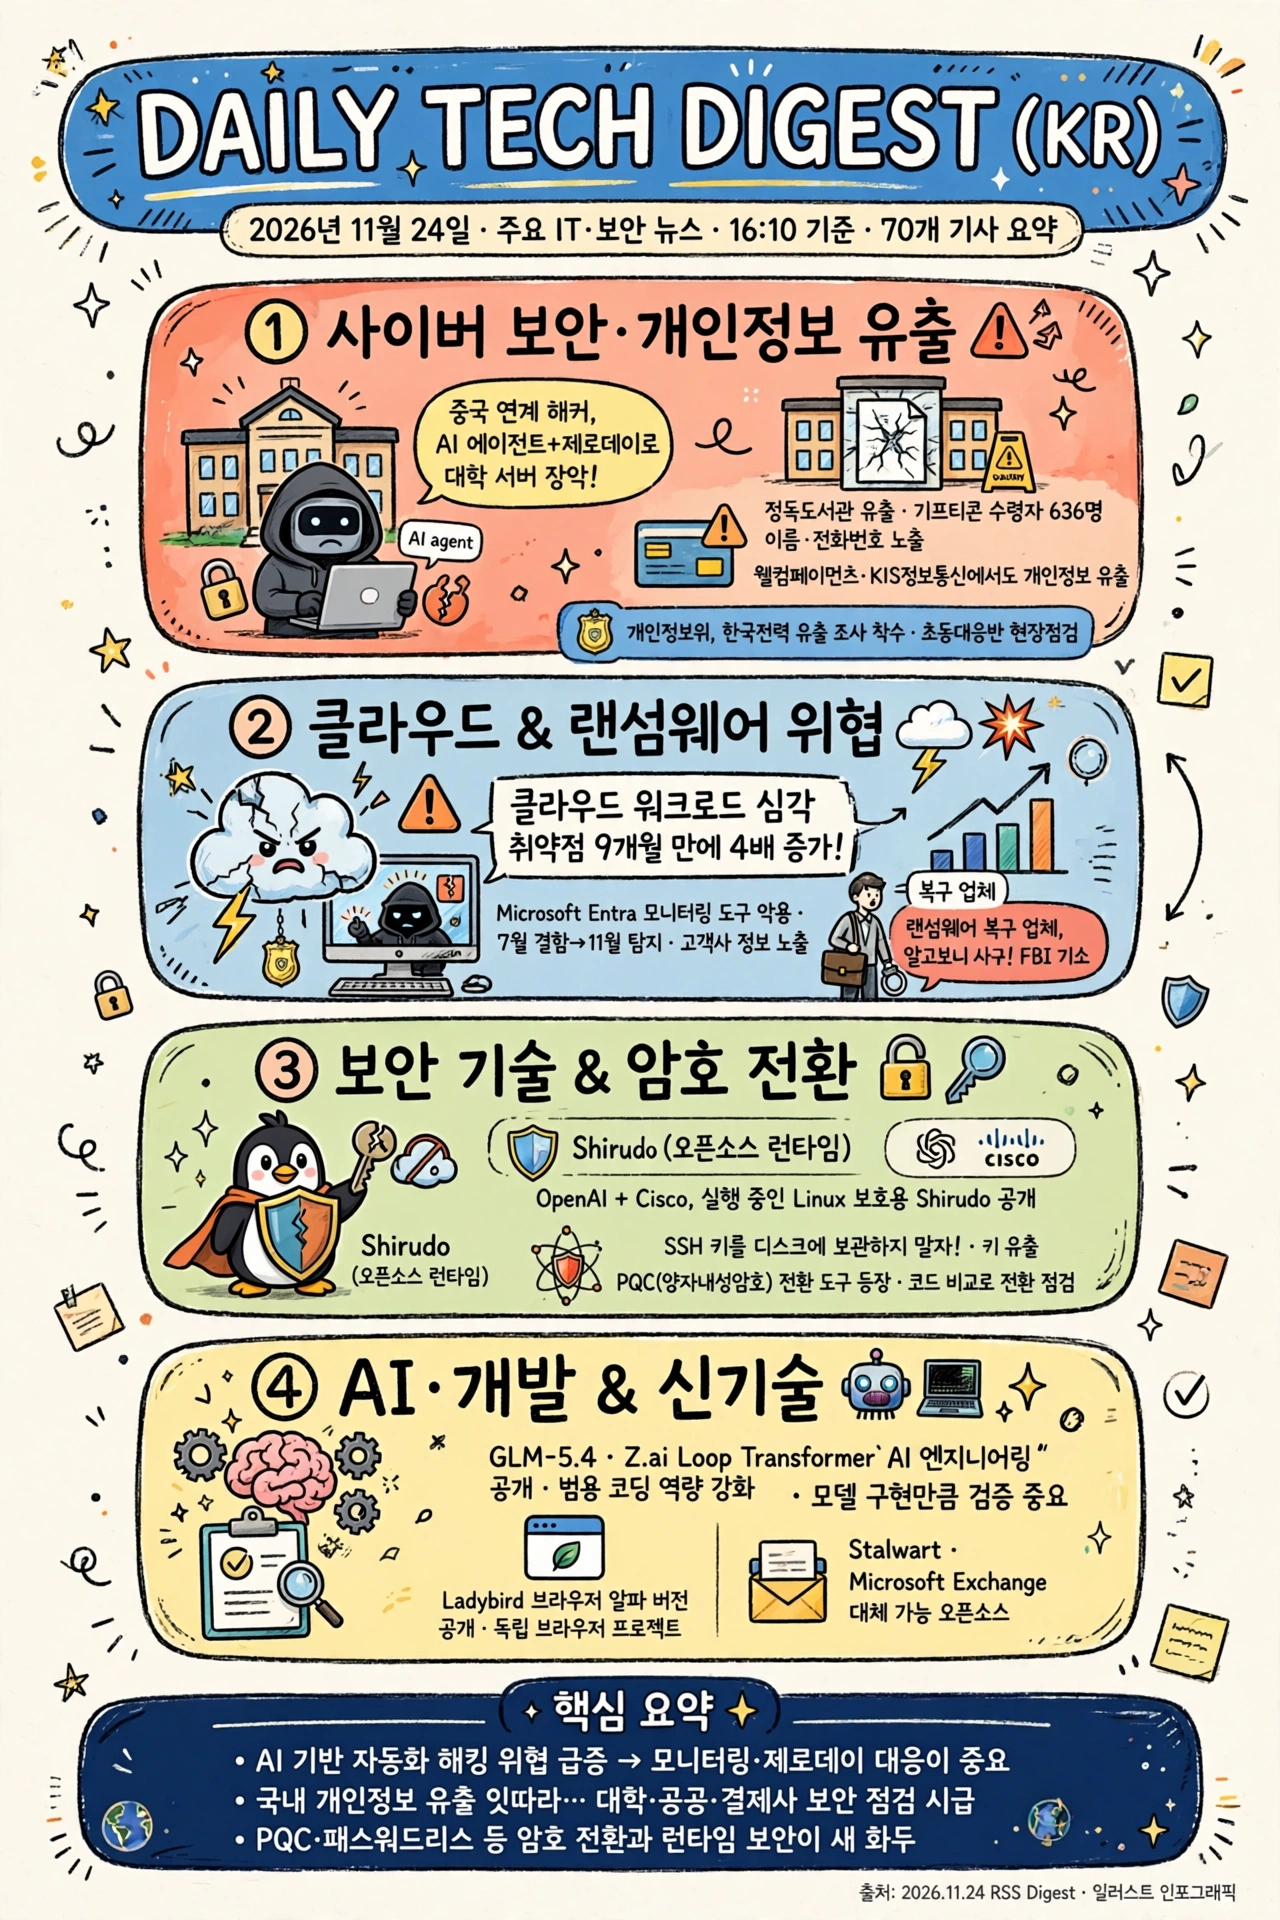 DAILY TECH DIGEST (KR)
2026년 11월 24일 · 주요 IT·보안 뉴스 · 16:10 기준 · 70개 기사 요약
① 사이버 보안·개인정보 유출
중국 연계 해커,
AI 에이전트+제로데이로
대학 서버 장악!
AI agent
정독도서관 유출 · 기프티콘 수령자 636명
이름·전화번호 노출
웰컴페이먼츠·KIS정보통신에서도 개인정보 유출
개인정보위, 한국전력 유출 조사 착수 · 초동대응반 현장점검
② 클라우드 & 랜섬웨어 위협
클라우드 워크로드 심각
취약점 9개월 만에 4배 증가!
Microsoft Entra 모니터링 도구 악용 ·
7월 결함→11월 탐지 · 고객사 정보 노출
복구 업체
랜섬웨어 복구 업체,
알고보니 사구! FBI 기소
③ 보안 기술 & 암호 전환
Shirudo (오픈소스 런타임)
CISCO
OpenAI + Cisco, 실행 중인 Linux 보호용 Shirudo 공개
Shirudo
(오픈소스 런타임)
SSH 키를 디스크에 보관하지 말자! · 키 유출
PQC(양자내성암호) 전환 도구 등장 · 코드 비교로 전환 점검
④ AI·개발 & 신기술
GLM-5.4 · Z.ai Loop Transformer` AI 엔지니어링"
공개 · 범용 코딩 역량 강화
· 모델 구현만큼 검증 중요
Ladybird 브라우저 알파 버전
공개 · 독립 브라우저 프로젝트
Stalwart ·
Microsoft Exchange
대체 가능 오픈소스
핵심 요약
• AI 기반 자동화 해킹 위협 급증 → 모니터링·제로데이 대응이 중요
• 국내 개인정보 유출 잇따라… 대학·공공·결제사 보안 점검 시급
• PQC·패스워드리스 등 암호 전환과 런타임 보안이 새 화두
출처: 2026.11.24 RSS Digest · 일러스트 인포그래픽